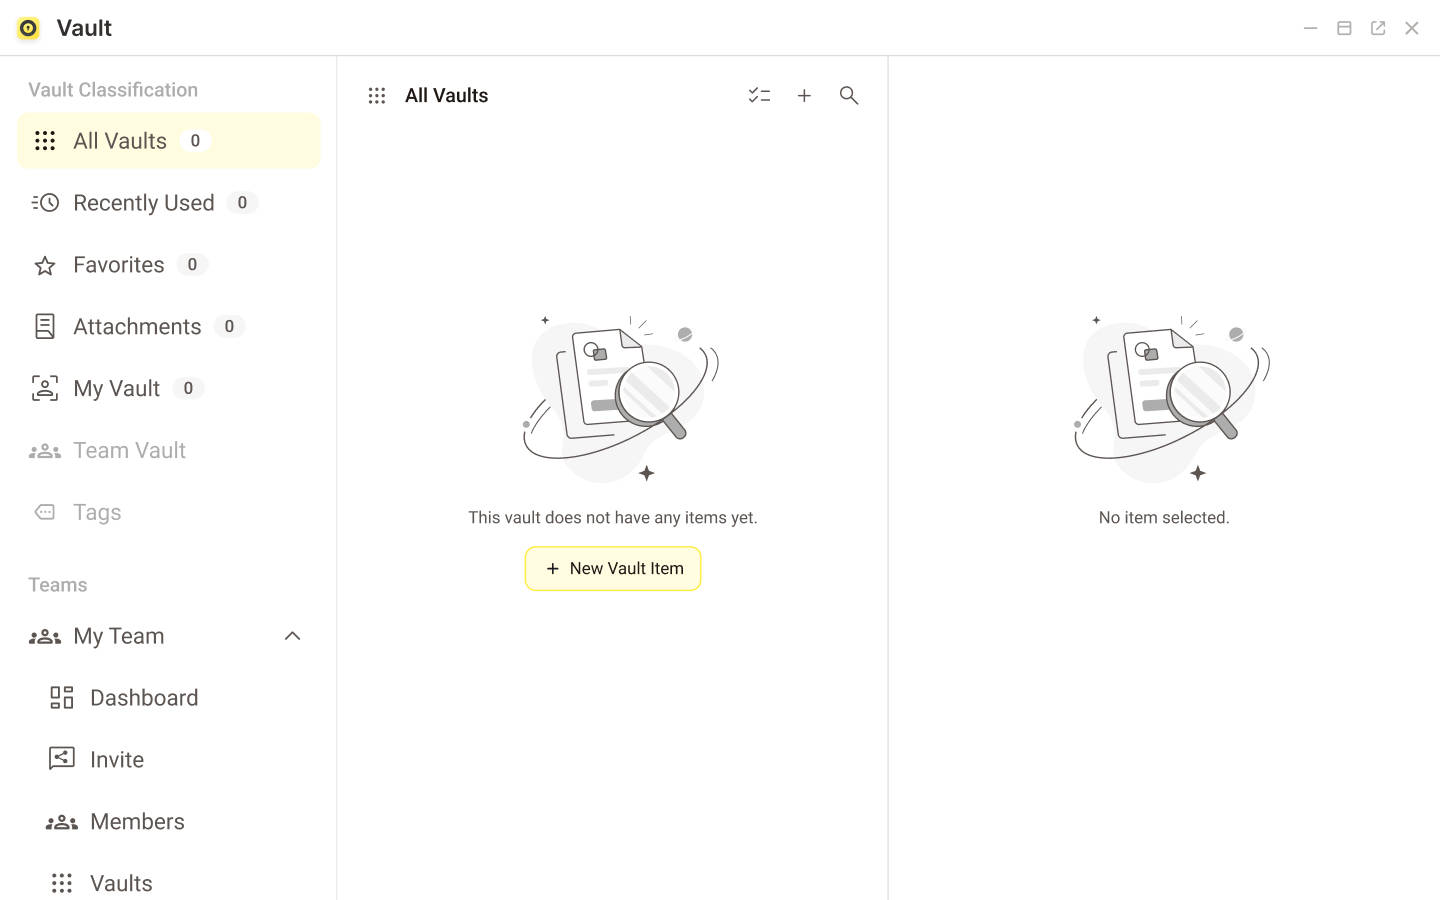 Vault
Vault Classification
All Vaults 0
Recently Used 0
Favorites 0
Attachments 0
My Vault 0
Team Vault
Tags
Teams
My Team
Dashboard
Invite
Members
Vaults
All Vaults
This vault does not have any items yet.
New Vault Item
No item selected.